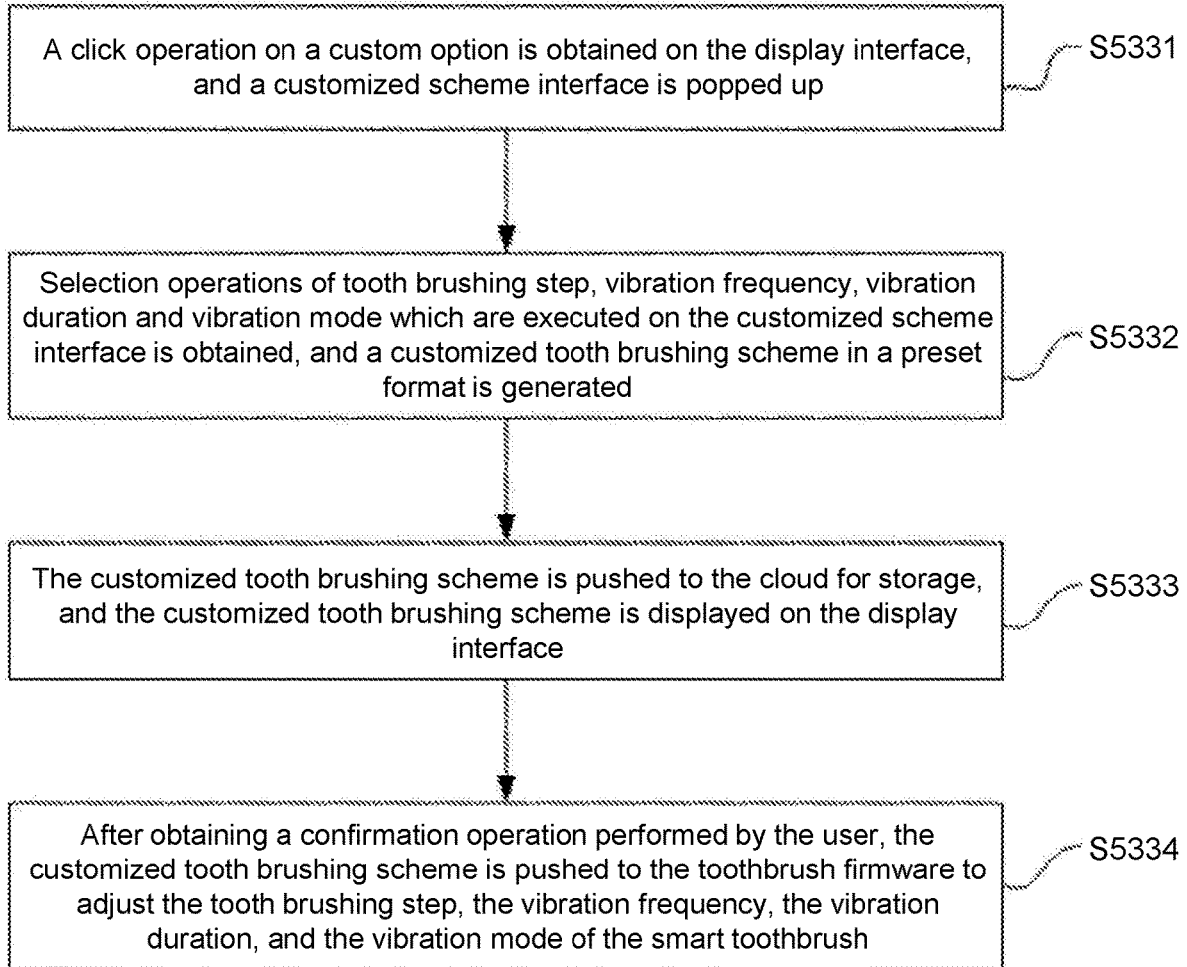 A click operation on a custom option is obtained on the display interface,
and a customized scheme interface is popped up
S5331
Selection operations of tooth brushing step, vibration frequency, vibration
duration and vibration mode which are executed on the customized scheme
interface is obtained, and a customized tooth brushing scheme in a preset
format is generated
S5332
The customized tooth brushing scheme is pushed to the cloud for storage,
and the customized tooth brushing scheme is displayed on the display
interface
S5333
After obtaining a confirmation operation performed by the user, the
customized tooth brushing scheme is pushed to the toothbrush firmware to
adjust the tooth brushing step, the vibration frequency, the vibration
duration, and the vibration mode of the smart toothbrush
S5334